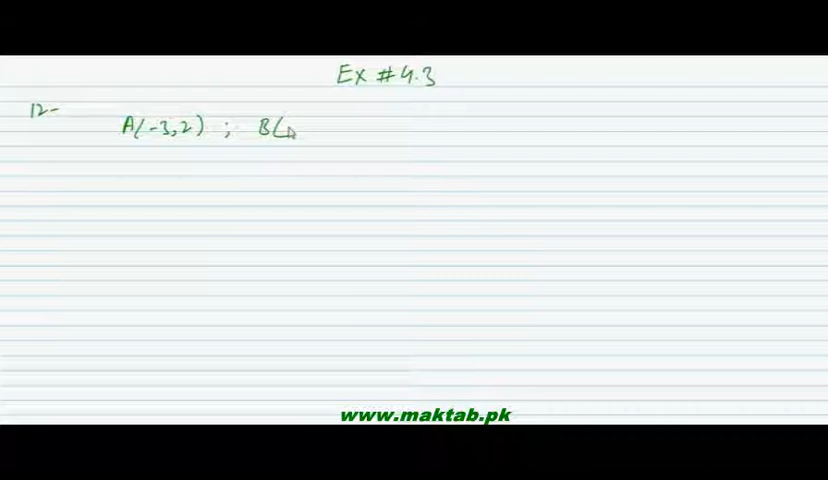 Ex # 4.3
12-
A(-3,2) ; B(
www.maktab.pk